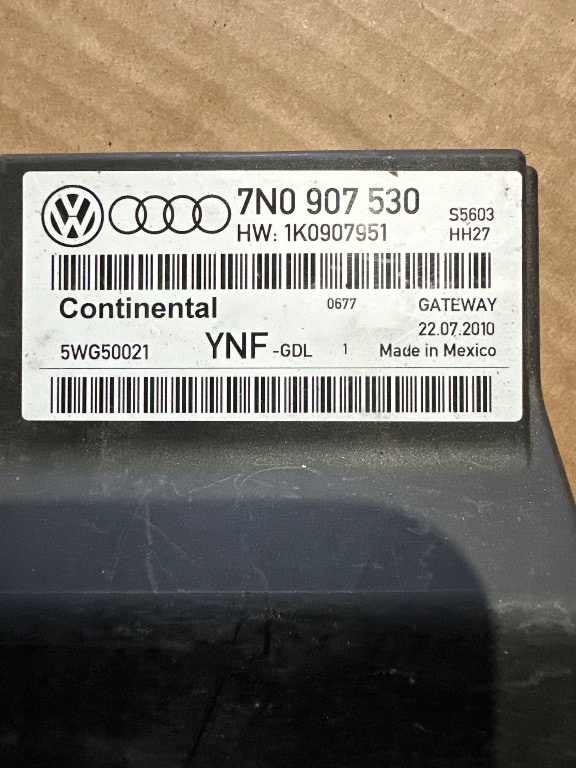 7N0 907 530
HW: 1K0907951
S5603
HH27
Continental
0677
GATEWAY
22.07.2010
5WG50021
YNF -GDL
1
Made in Mexico